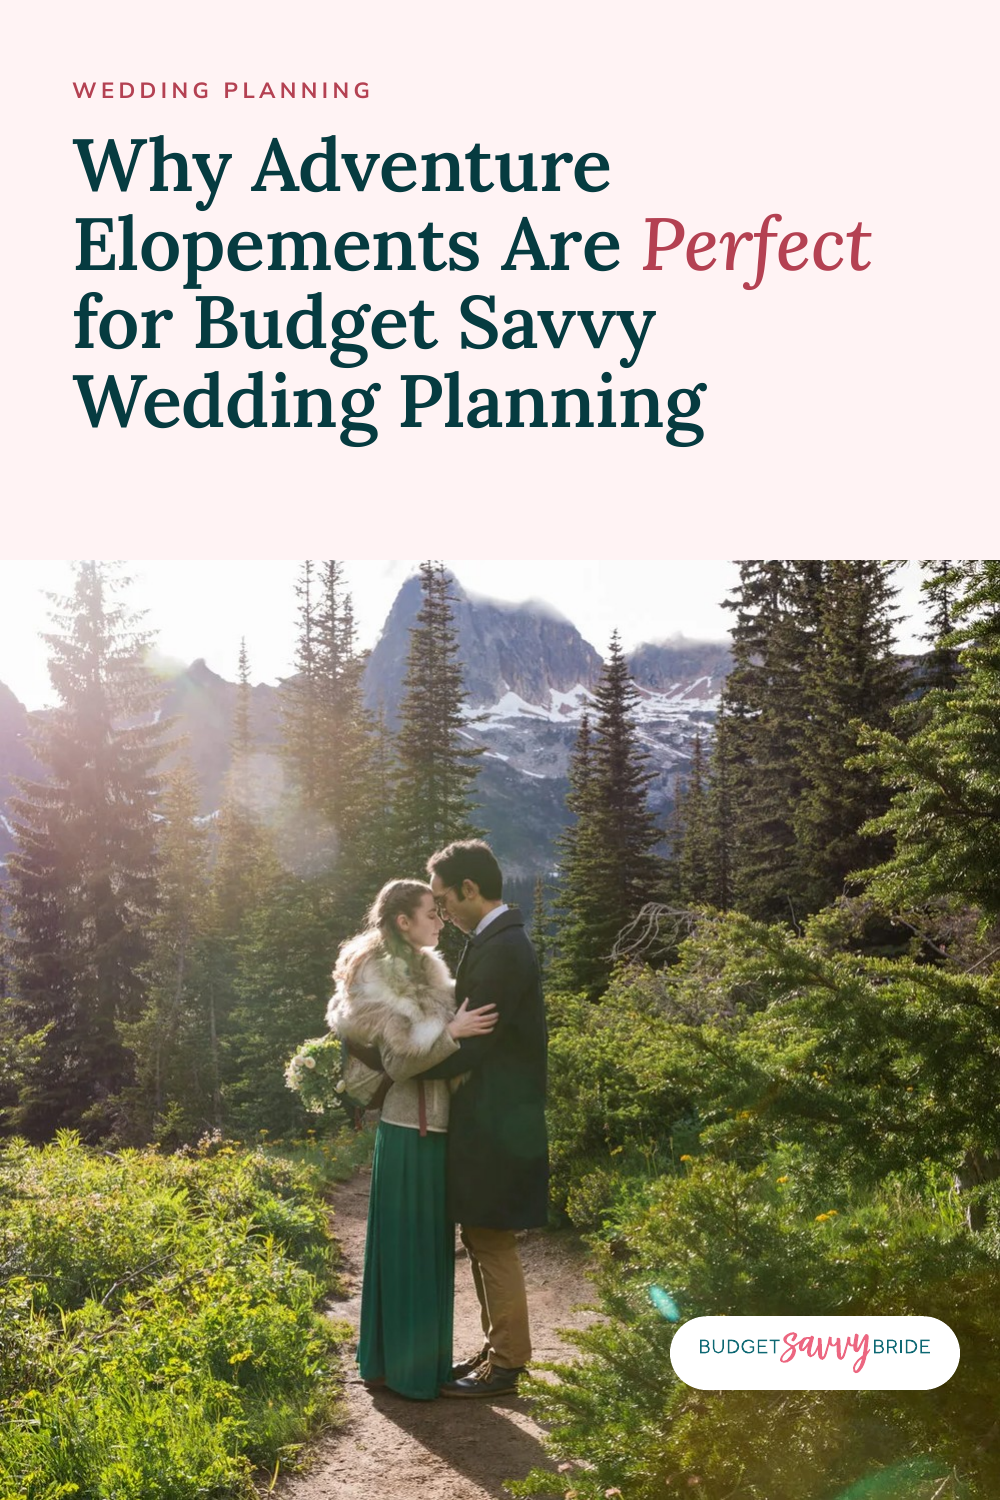 WEDDING PLANNING
Why Adventure
Elopements Are Perfect
for Budget Savvy
Wedding Planning
BUDGET savvy BRIDE